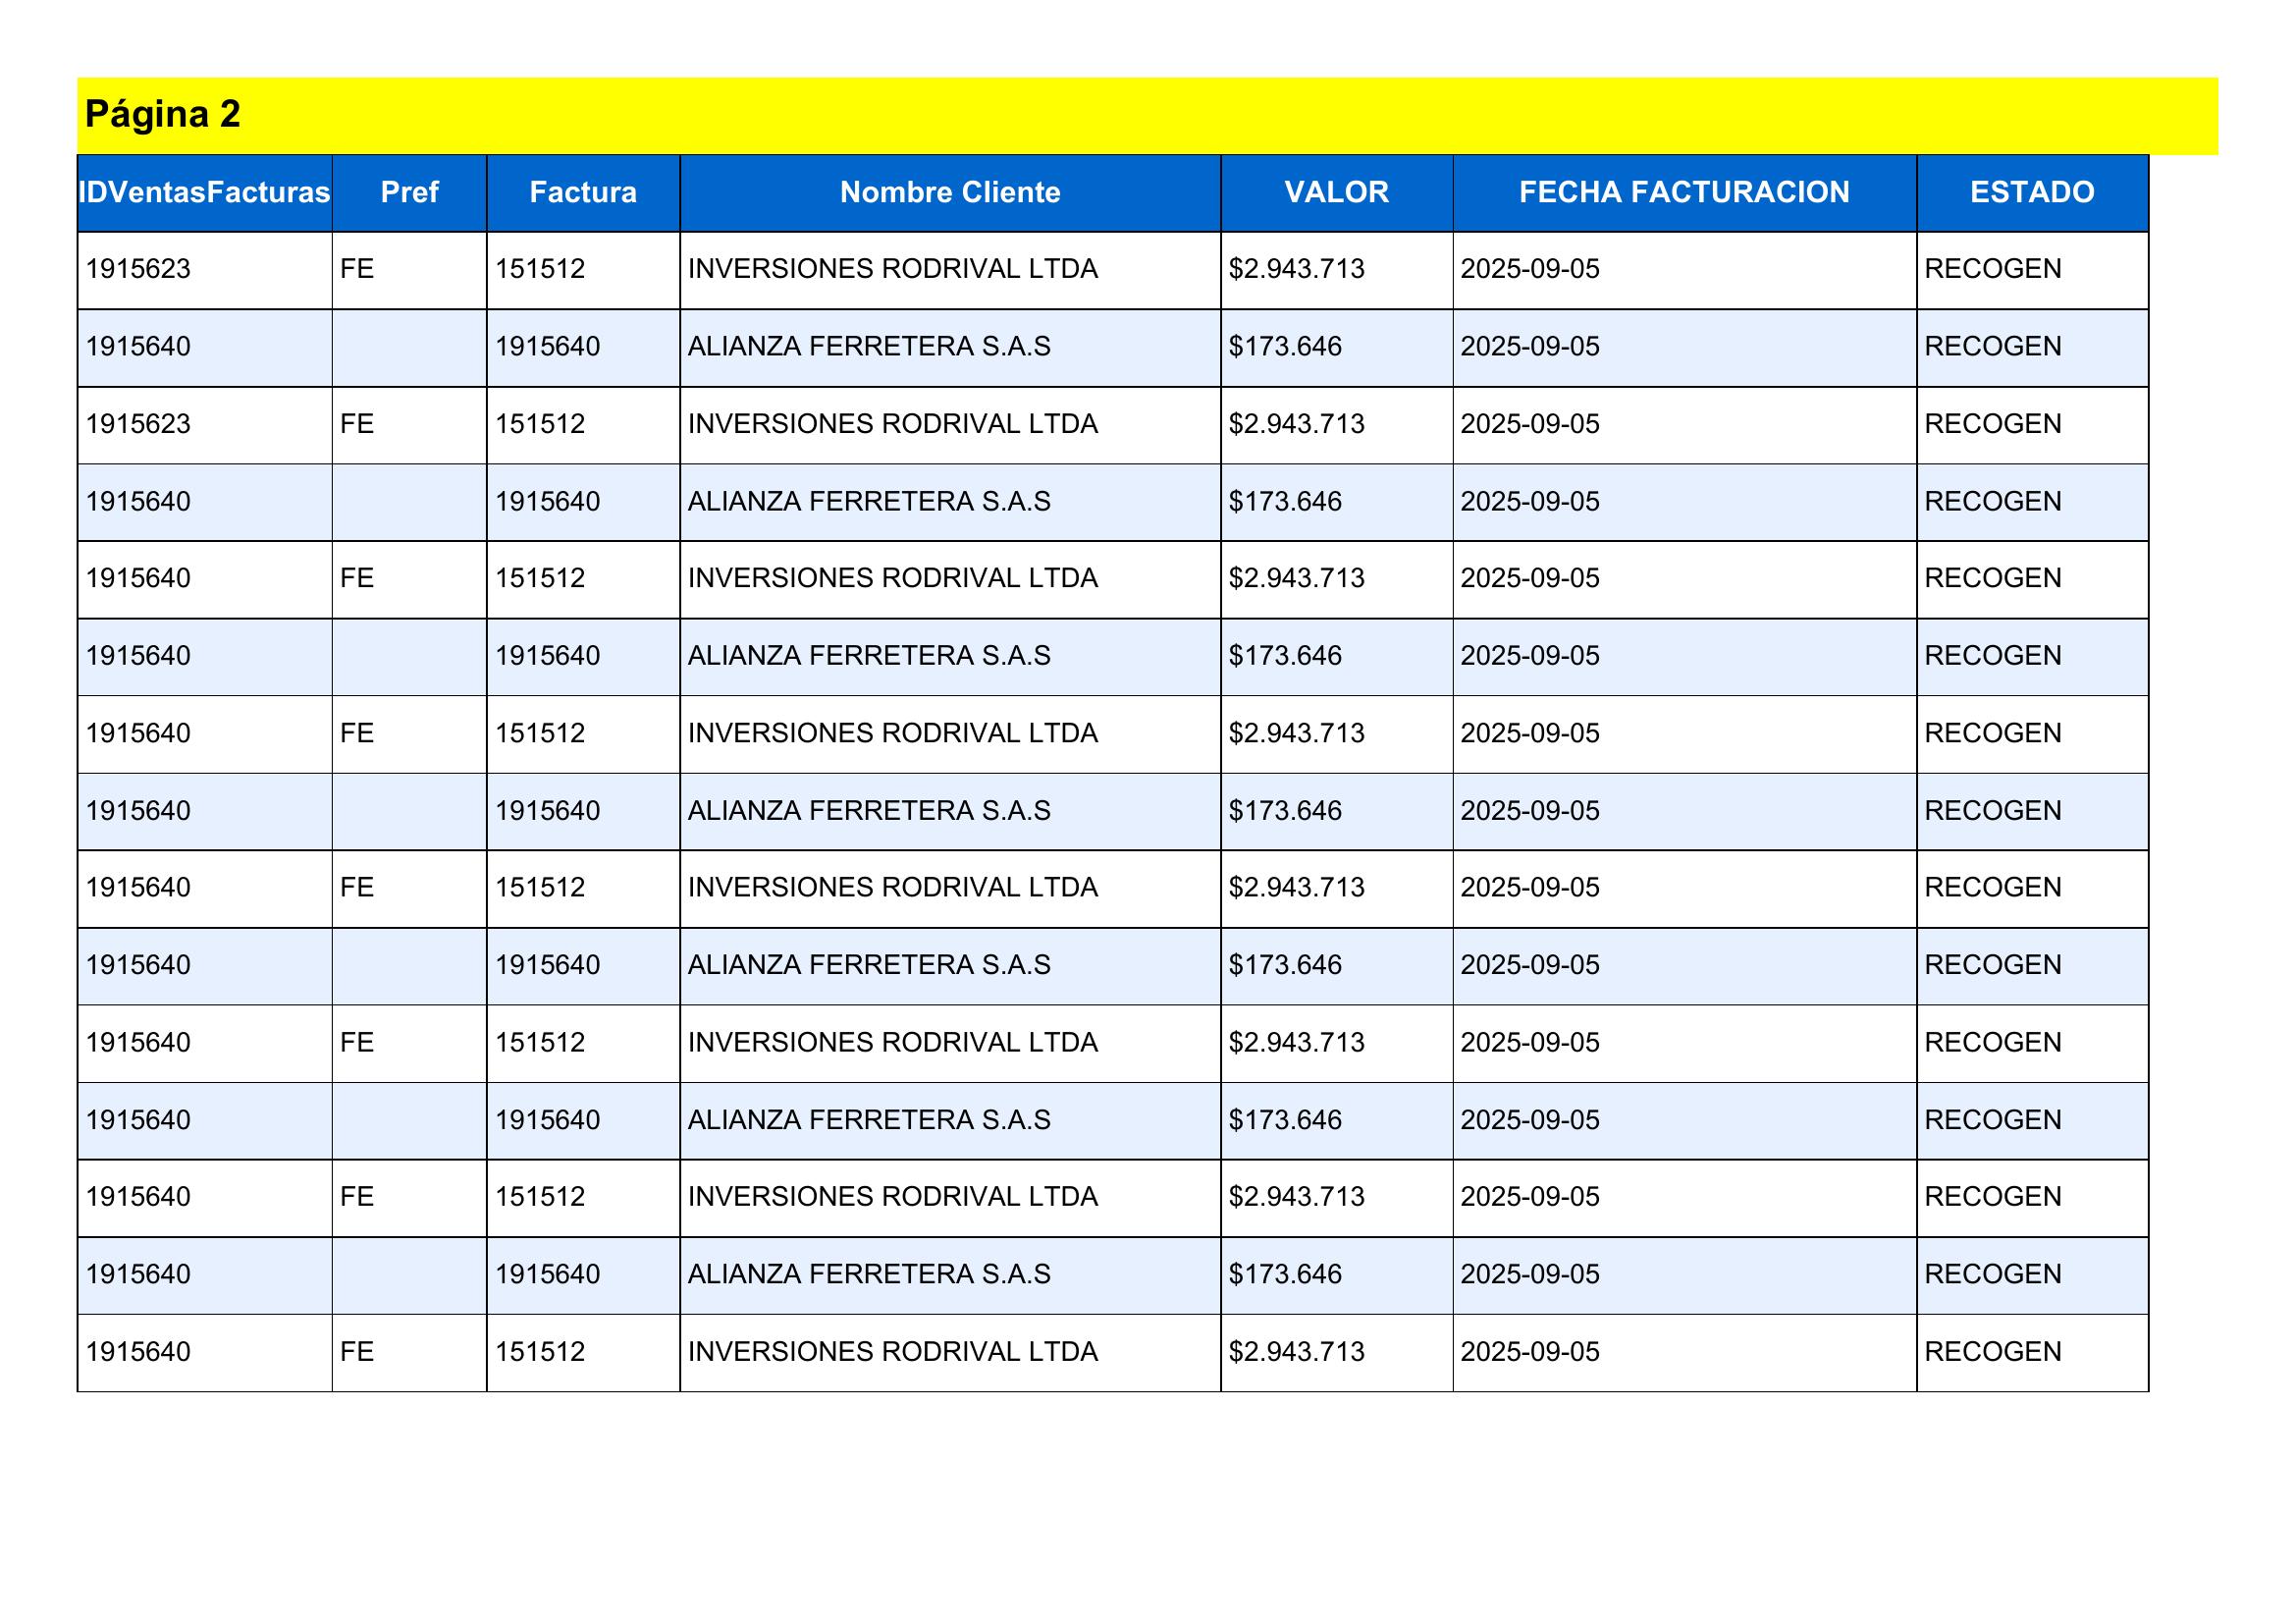 Página 2
IDVentasFacturas Pref Factura Nombre Cliente VALOR FECHA FACTURACION ESTADO
1915623 FE 151512 INVERSIONES RODRIVAL LTDA $2.943.713 2025-09-05 RECOGEN
1915640 1915640 ALIANZA FERRETERA S.A.S $173.646 2025-09-05 RECOGEN
1915623 FE 151512 INVERSIONES RODRIVAL LTDA $2.943.713 2025-09-05 RECOGEN
1915640 1915640 ALIANZA FERRETERA S.A.S $173.646 2025-09-05 RECOGEN
1915640 FE 151512 INVERSIONES RODRIVAL LTDA $2.943.713 2025-09-05 RECOGEN
1915640 1915640 ALIANZA FERRETERA S.A.S $173.646 2025-09-05 RECOGEN
1915640 FE 151512 INVERSIONES RODRIVAL LTDA $2.943.713 2025-09-05 RECOGEN
1915640 1915640 ALIANZA FERRETERA S.A.S $173.646 2025-09-05 RECOGEN
1915640 FE 151512 INVERSIONES RODRIVAL LTDA $2.943.713 2025-09-05 RECOGEN
1915640 1915640 ALIANZA FERRETERA S.A.S $173.646 2025-09-05 RECOGEN
1915640 FE 151512 INVERSIONES RODRIVAL LTDA $2.943.713 2025-09-05 RECOGEN
1915640 1915640 ALIANZA FERRETERA S.A.S $173.646 2025-09-05 RECOGEN
1915640 FE 151512 INVERSIONES RODRIVAL LTDA $2.943.713 2025-09-05 RECOGEN
1915640 1915640 ALIANZA FERRETERA S.A.S $173.646 2025-09-05 RECOGEN
1915640 FE 151512 INVERSIONES RODRIVAL LTDA $2.943.713 2025-09-05 RECOGEN